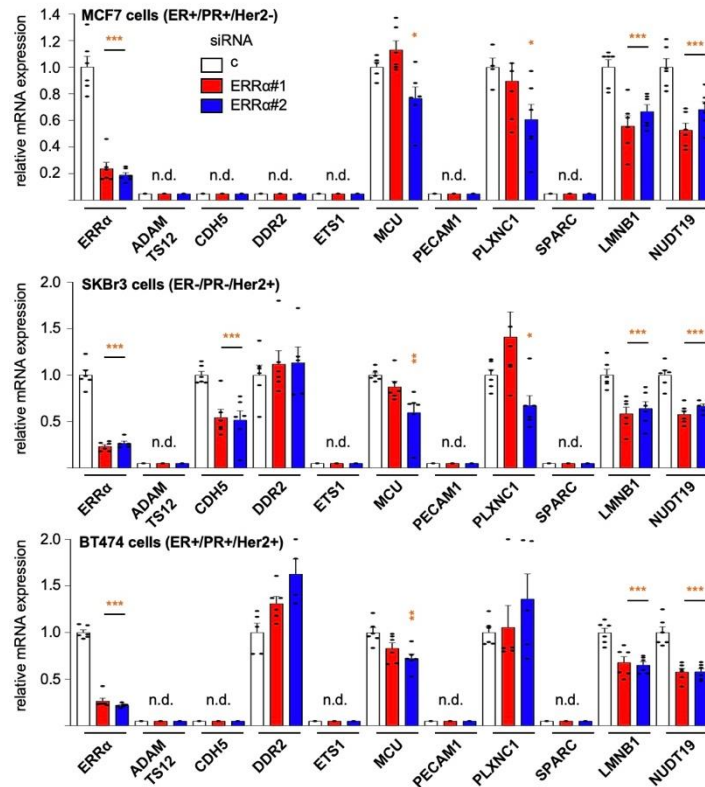 MCF7 cells (ER+/PR+/Her2-)
relative mRNA expression
1.4
1.2
1.0
0.8
0.6
0.4
0.2
siRNA
c
ERRα#1
ERRα#2
***
n.d.
n.d.
n.d.
n.d.
*
n.d.
*
n.d.
***
***
ERRα
ADAM
TS12
CDH5
DDR2
ETS1
MCU
PECAM1
PLXNC1
SPARC
LMNB1
NUDT19
SKBr3 cells (ER-/PR-/Her2+)
relative mRNA expression
2.0
1.5
1.0
0.5
***
n.d.
***
n.d.
**
n.d.
*
n.d.
***
***
ERRα
ADAM
TS12
CDH5
DDR2
ETS1
MCU
PECAM1
PLXNC1
SPARC
LMNB1
NUDT19
BT474 cells (ER+/PR+/Her2+)
relative mRNA expression
2.0
1.5
1.0
0.5
***
n.d.
n.d.
n.d.
**
n.d.
n.d.
***
***
ERRα
ADAM
TS12
CDH5
DDR2
ETS1
MCU
PECAM1
PLXNC1
SPARC
LMNB1
NUDT19